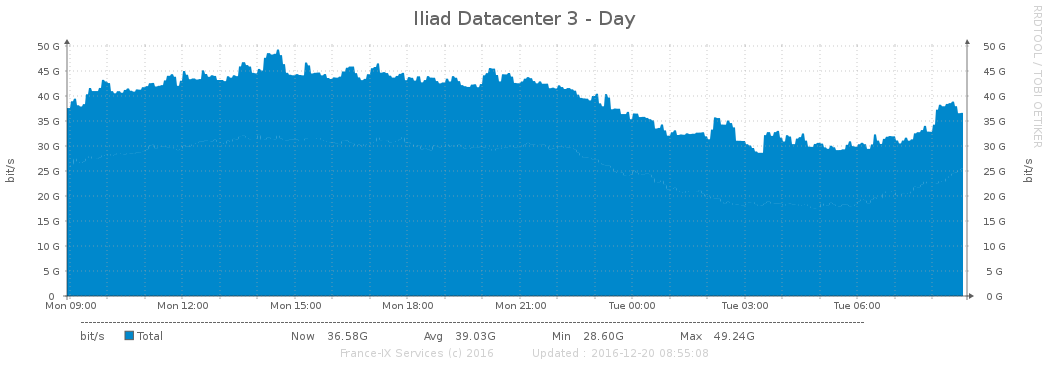 Iliad Datacenter 3 - Day
RRDTOOL / TOBI OETIKER
bit/s
50 G 50 G
45 G 45 G
40 G 40 G
35 G 35 G
30 G 30 G
25 G 25 G
20 G 20 G
15 G 15 G
10 G 10 G
5 G 5 G
0 0 G
bit/s
Mon 09:00 Mon 12:00 Mon 15:00 Mon 18:00 Mon 21:00 Tue 00:00 Tue 03:00 Tue 06:00
bit/s Total Now 36.58G Avg 39.03G Min 28.60G Max 49.24G
France-IX Services (c) 2016 Updated : 2016-12-20 08:55:08